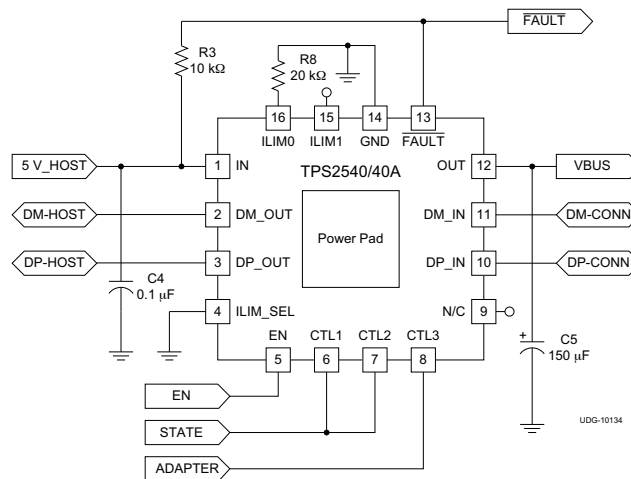 FAULT
R3
10 kΩ
R8
20 kΩ
16
15
14
13
ILIM0
ILIM1
GND
FAULT
5 V_HOST
1
IN
TPS2540/40A
OUT
12
VBUS
DM-HOST
2
DM_OUT
DM_IN
11
DM-CONN
Power Pad
DP-HOST
3
DP_OUT
DP_IN
10
DP-CONN
C4
0.1 µF
4
ILIM_SEL
N/C
9
EN
CTL1
CTL2
CTL3
+
C5
150 µF
5
6
7
8
EN
UDG-10134
STATE
ADAPTER